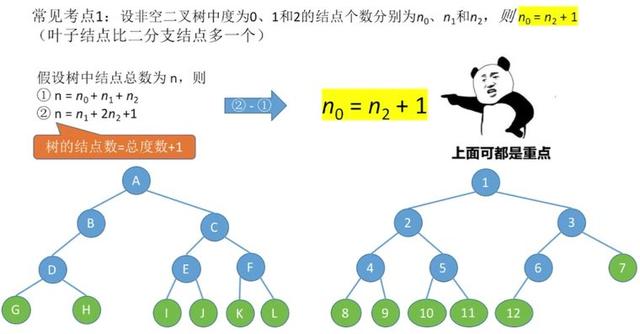 常见考点1：设非空二叉树中度为0、1和2的结点个数分别为n₀、n₁和n₂，则 n₀ = n₂ + 1
（叶子结点比二分支结点多一个）
假设树中结点总数为 n，则
① n = n₀ + n₁ + n₂
② n = n₁ + 2n₂ +1
② - ①
n₀ = n₂ + 1
树的结点数=总度数+1
上面可都是重点
A
B C
D E F
G H I J K L
1
2 3
4 5 6 7
8 9 10 11 12